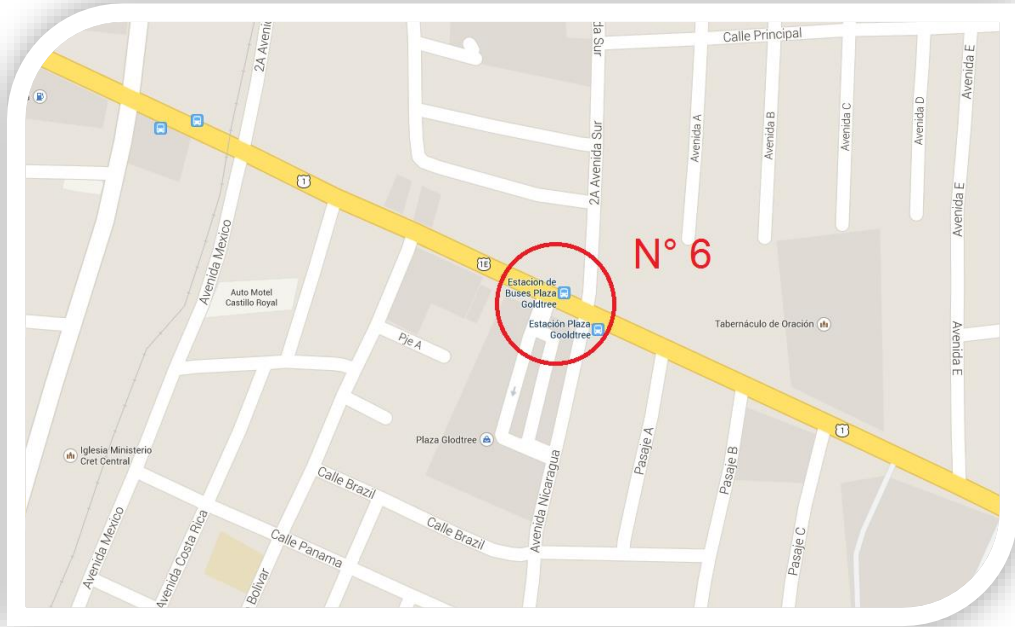 Calle Principal
da Sur
2A Aveni
Avenida E
Avenida D
Avenida C
Avenida B
Avenida A
2A Avenida Sur
1
Avenida E
Avenida Mexico
N° 6
1E
Estacion de
Buses Plaza
Goldtree
Auto Motel
Castillo Royal
Estación Plaza
Gooldtree
Tabernáculo de Oración
Avenida E
Pje A
1
Plaza Glodtree
Iglesia Ministerio
Cret Central
Pasaje A
Pasaje B
Calle Brazil
Avenida Nicaragua
Calle Brazil
Calle Panama
Avenida Mexico
Avenida Costa Rica
Bolivar
Pasaje C